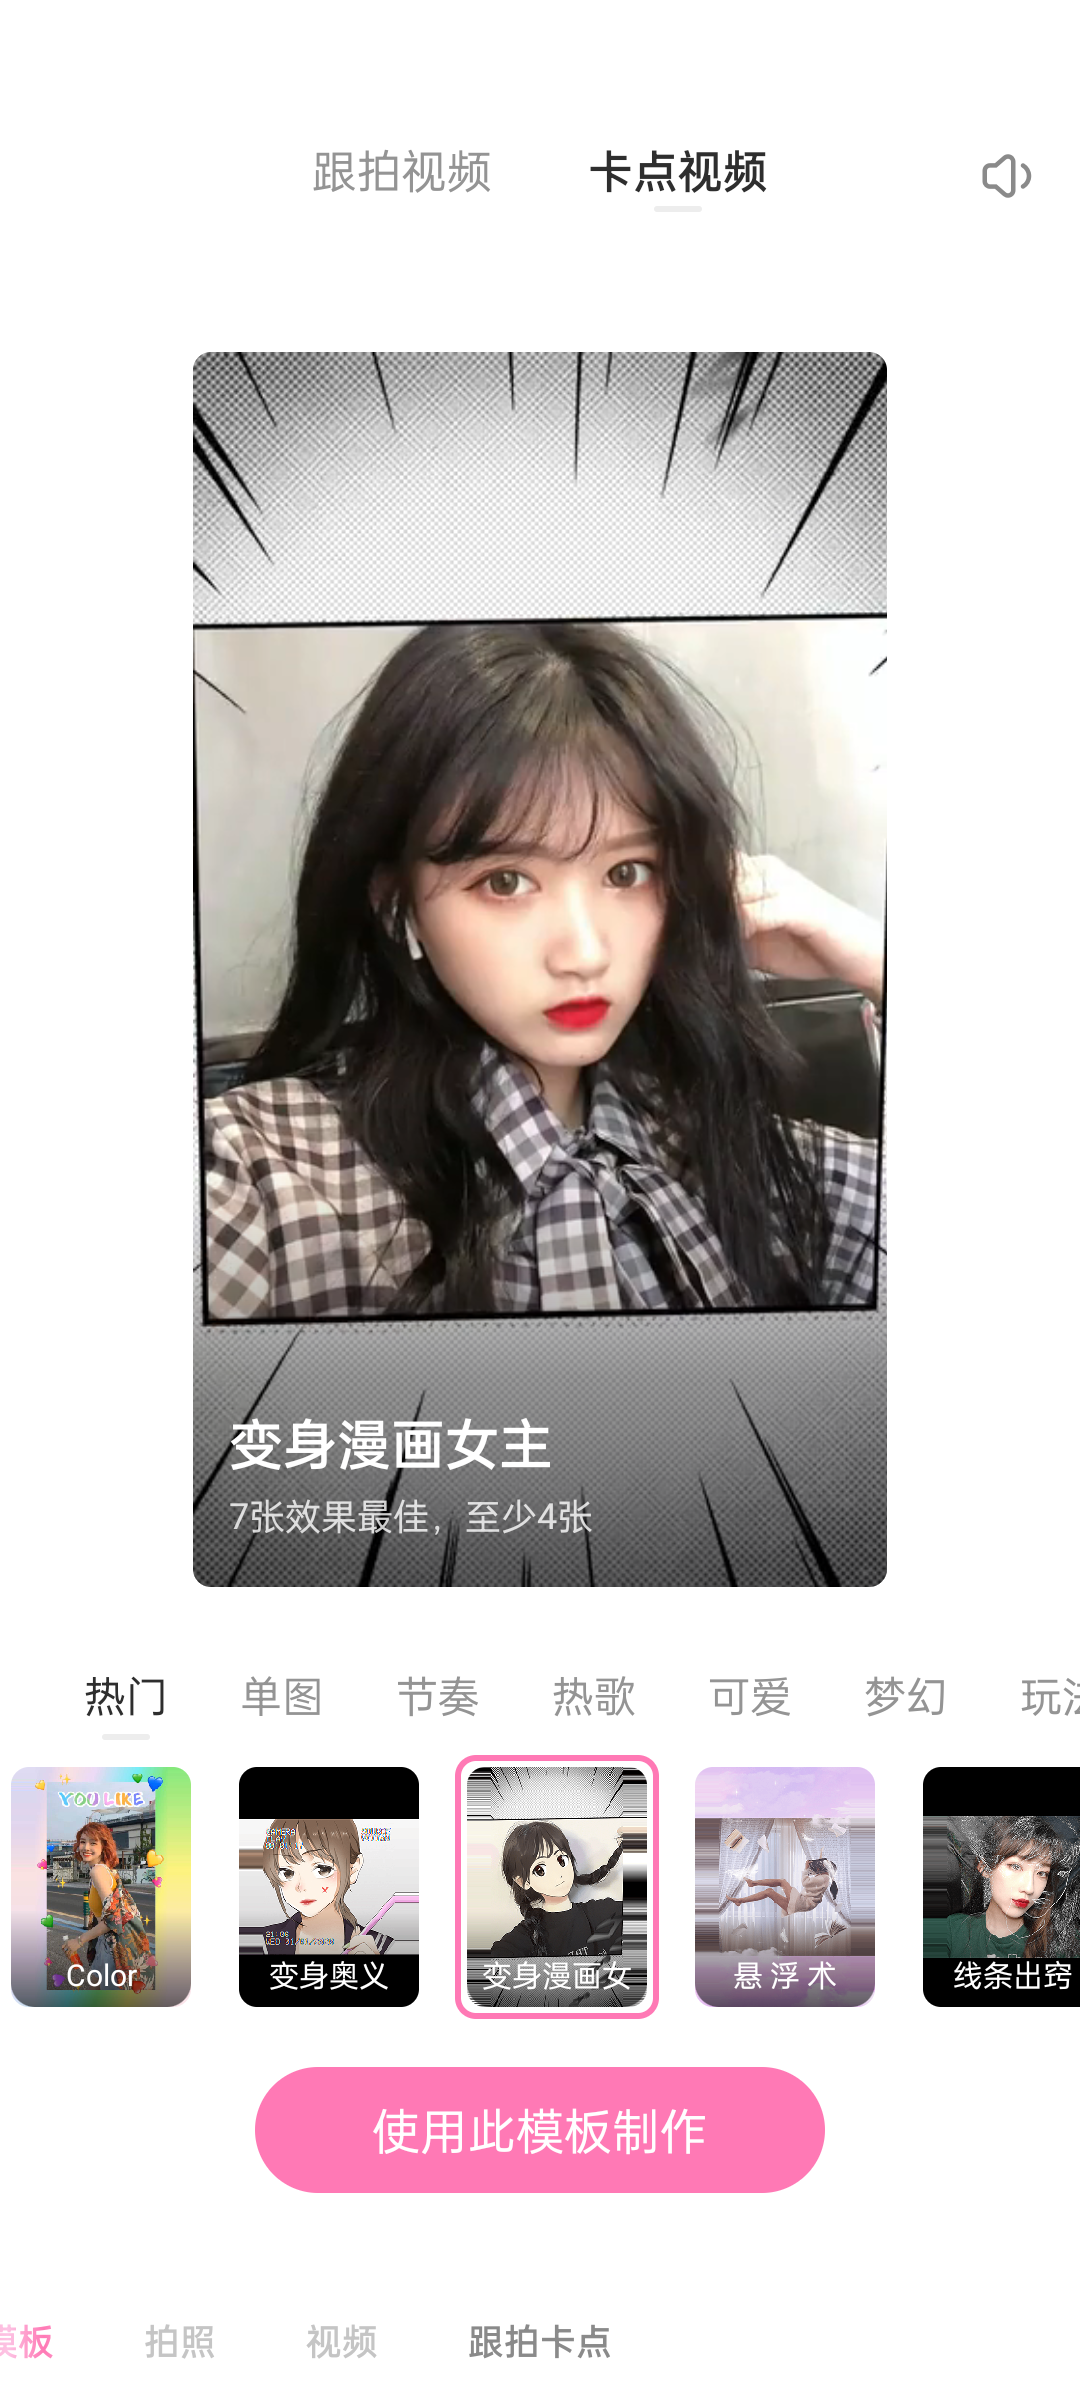 跟拍视频
卡点视频
变身漫画女主
7张效果最佳，至少4张
热门
单图
节奏
热歌
可爱
梦幻
玩法
YOU LIKE
Color
变身奥义
变身漫画女
悬浮术
线条出窍
使用此模板制作
模板
拍照
视频
跟拍卡点